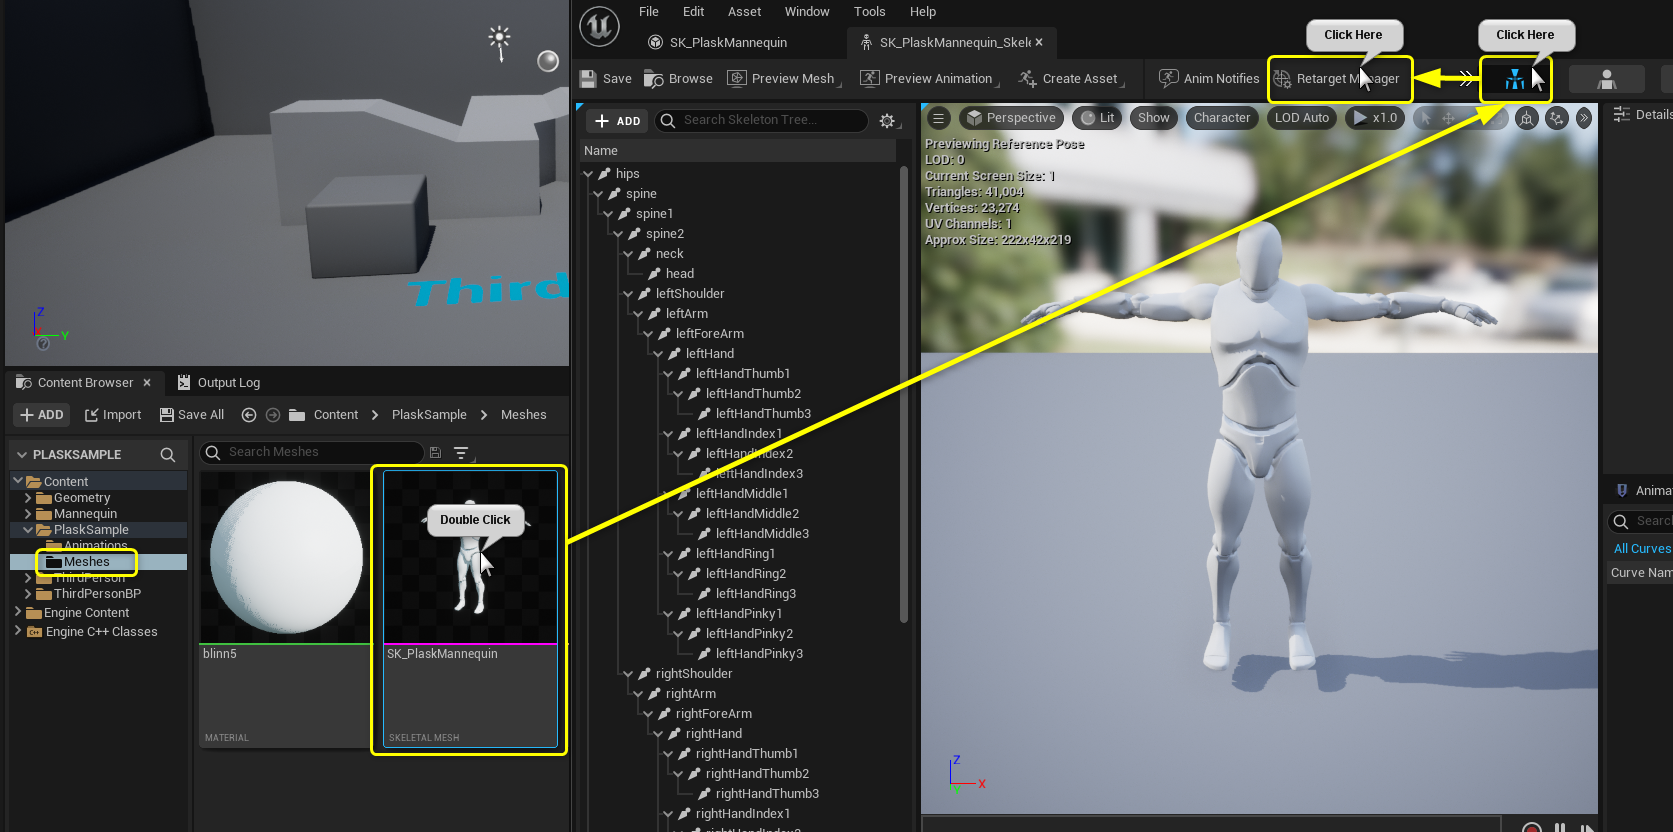 File Edit Asset Window Tools Help
SK_PlaskMannequin
SK_PlaskMannequin_Skel
Click Here
Click Here
Save Browse Preview Mesh Preview Animation Create Asset Anim Notifies Retarget M nager
ADD
Search Skeleton Tree...
Name
hips
spine
spine1
spine2
neck
head
leftShoulder
leftArm
leftForeArm
leftHand
leftHandThumb1
leftHandThumb2
leftHandThumb3
leftHandIndex1
leftHandIndex2
leftHandIndex3
leftHandMiddle1
leftHandMiddle2
leftHandMiddle3
leftHandRing1
leftHandRing2
leftHandRing3
leftHandPinky1
leftHandPinky2
leftHandPinky3
rightShoulder
rightArm
rightForeArm
rightHand
rightHandThumb1
rightHandThumb2
rightHandThumb3
rightHandIndex1
Perspective Lit Show Character LOD Auto x1.0
Previewing Reference Pose
LOD: 0
Current Screen Size: 1
Triangles: 41,004
Vertices: 23,274
UV Channels: 1
Approx Size: 222x42x219
Z
X
Y
Details
Animat
Search
All Curves
Curve Nam
Third
Z
Y
Content Browser
Output Log
ADD Import Save All Content PlaskSample Meshes
PLASKSAMPLE
Content
Geometry
Mannequin
PlaskSample
Animations
Meshes
ThirdPerson
ThirdPersonBP
Engine Content
Engine C++ Classes
Search Meshes
Double Click
blinn5
MATERIAL
SK_PlaskMannequin
SKELETAL MESH